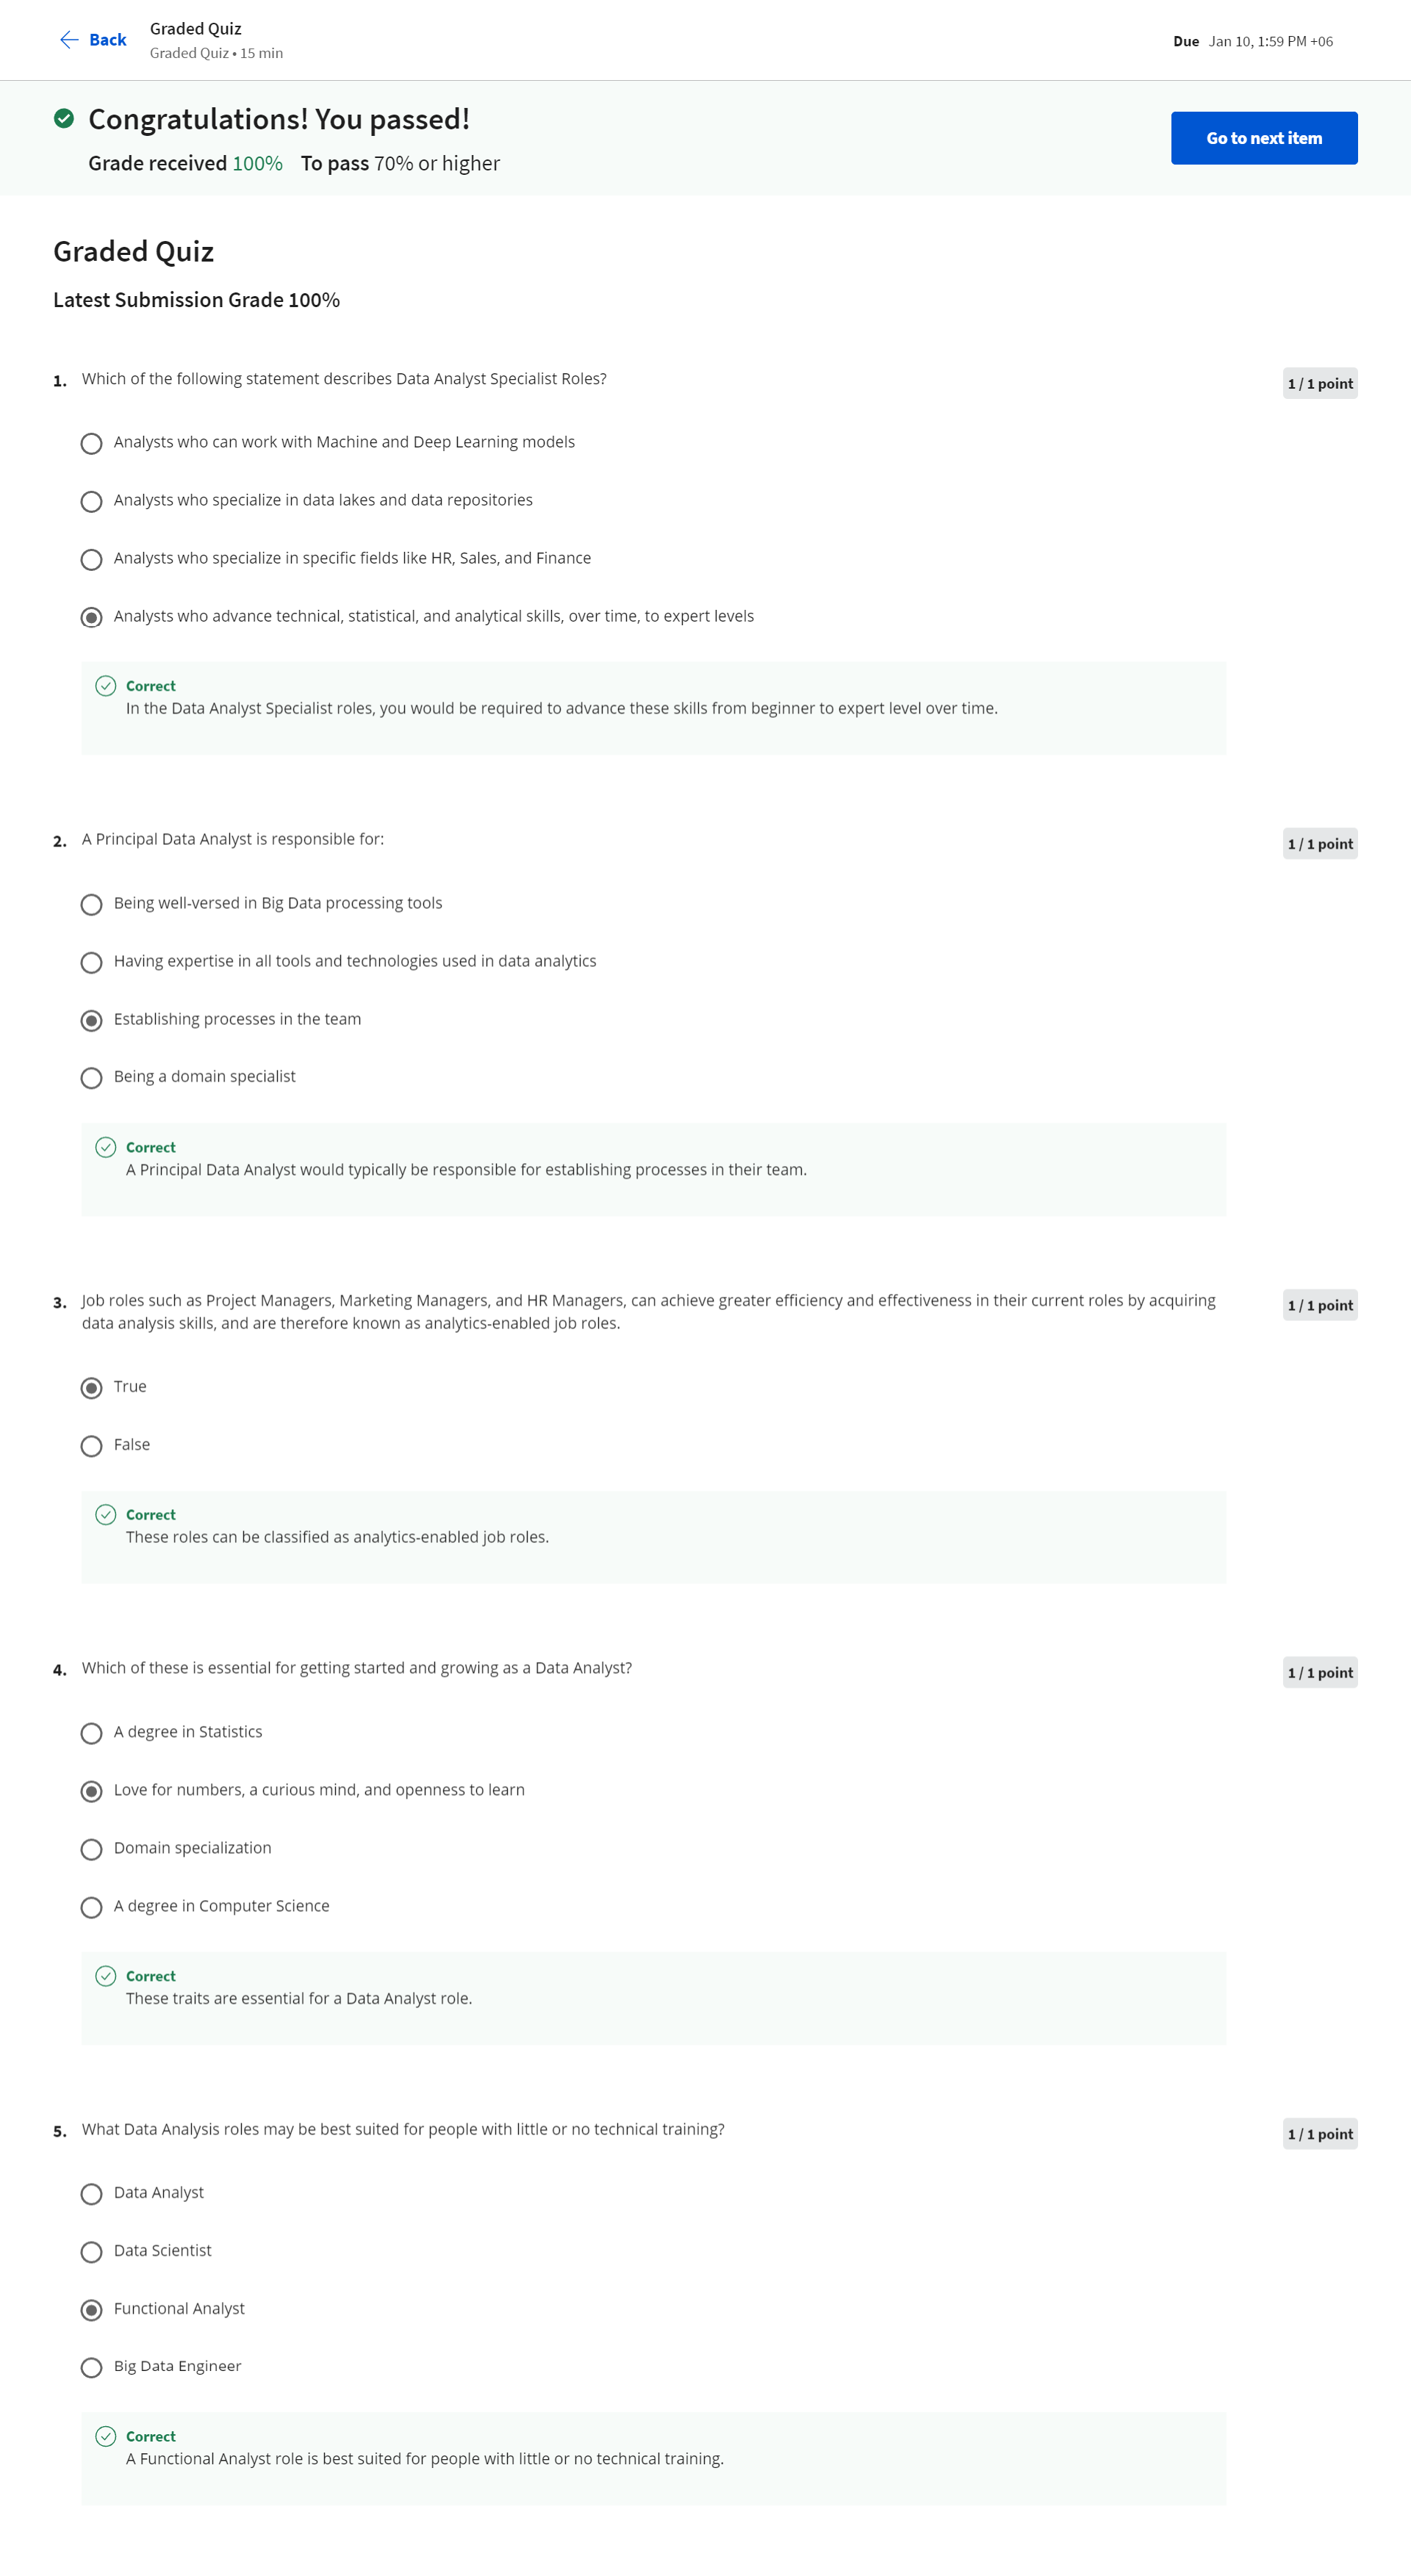 Back
Graded Quiz
Graded Quiz • 15 min
Due Jan 10, 1:59 PM +06
Congratulations! You passed!
Grade received 100% To pass 70% or higher
Go to next item
Graded Quiz
Latest Submission Grade 100%
1. Which of the following statement describes Data Analyst Specialist Roles?
1 / 1 point
Analysts who can work with Machine and Deep Learning models
Analysts who specialize in data lakes and data repositories
Analysts who specialize in specific fields like HR, Sales, and Finance
Analysts who advance technical, statistical, and analytical skills, over time, to expert levels
Correct
In the Data Analyst Specialist roles, you would be required to advance these skills from beginner to expert level over time.
2. A Principal Data Analyst is responsible for:
1 / 1 point
Being well-versed in Big Data processing tools
Having expertise in all tools and technologies used in data analytics
Establishing processes in the team
Being a domain specialist
Correct
A Principal Data Analyst would typically be responsible for establishing processes in their team.
3. Job roles such as Project Managers, Marketing Managers, and HR Managers, can achieve greater efficiency and effectiveness in their current roles by acquiring
data analysis skills, and are therefore known as analytics-enabled job roles.
1 / 1 point
True
False
Correct
These roles can be classified as analytics-enabled job roles.
4. Which of these is essential for getting started and growing as a Data Analyst?
1 / 1 point
A degree in Statistics
Love for numbers, a curious mind, and openness to learn
Domain specialization
A degree in Computer Science
Correct
These traits are essential for a Data Analyst role.
5. What Data Analysis roles may be best suited for people with little or no technical training?
1 / 1 point
Data Analyst
Data Scientist
Functional Analyst
Big Data Engineer
Correct
A Functional Analyst role is best suited for people with little or no technical training.